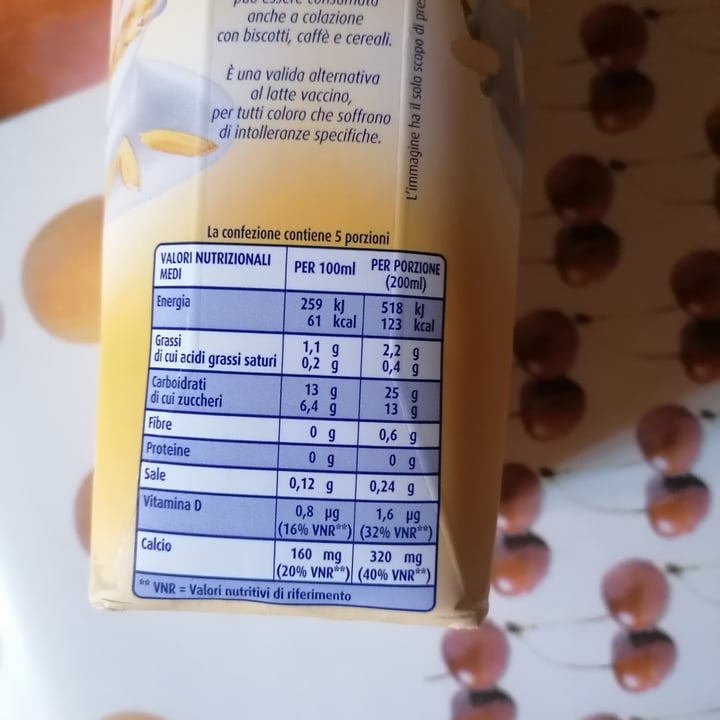 può essere consumata
anche a colazione
con biscotti, caffè e cereali.
È una valida alternativa
al latte vaccino,
per tutti coloro che soffrono
di intolleranze specifiche.
L'immagine ha il solo scopo di
La confezione contiene 5 porzioni
VALORI NUTRIZIONALI MEDI PER 100ml PER PORZIONE (200ml)
Energia 259 kJ 518 kJ
61 kcal 123 kcal
Grassi 1,1 g 2,2 g
di cui acidi grassi saturi 0,2 g 0,4 g
Carboidrati 13 g 25 g
di cui zuccheri 6,4 g 13 g
Fibre 0 g 0,6 g
Proteine 0 g 0 g
Sale 0,12 g 0,24 g
Vitamina D 0,8 µg 1,6 µg
(16% VNR**) (32% VNR**)
Calcio 160 mg 320 mg
(20% VNR**) (40% VNR**)
** VNR = Valori nutritivi di riferimento